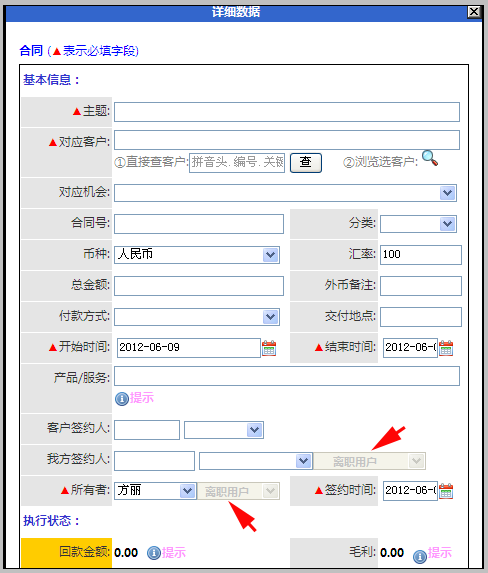 详细数据
合同 (▲表示必填字段)
基本信息：
▲主题:
▲对应客户:
①直接查客户: 拼音头.编号.关键 查 ②浏览选客户:
对应机会:
合同号: 分类:
币种: 人民币 汇率: 100
总金额: 外币备注:
付款方式: 交付地点:
▲开始时间: 2012-06-09 ▲结束时间: 2012-06-
产品/服务:
提示
客户签约人:
我方签约人: 离职用户
▲所有者: 方丽 离职用户 ▲签约时间: 2012-06-
执行状态：
回款金额: 0.00 提示 毛利: 0.00 提示